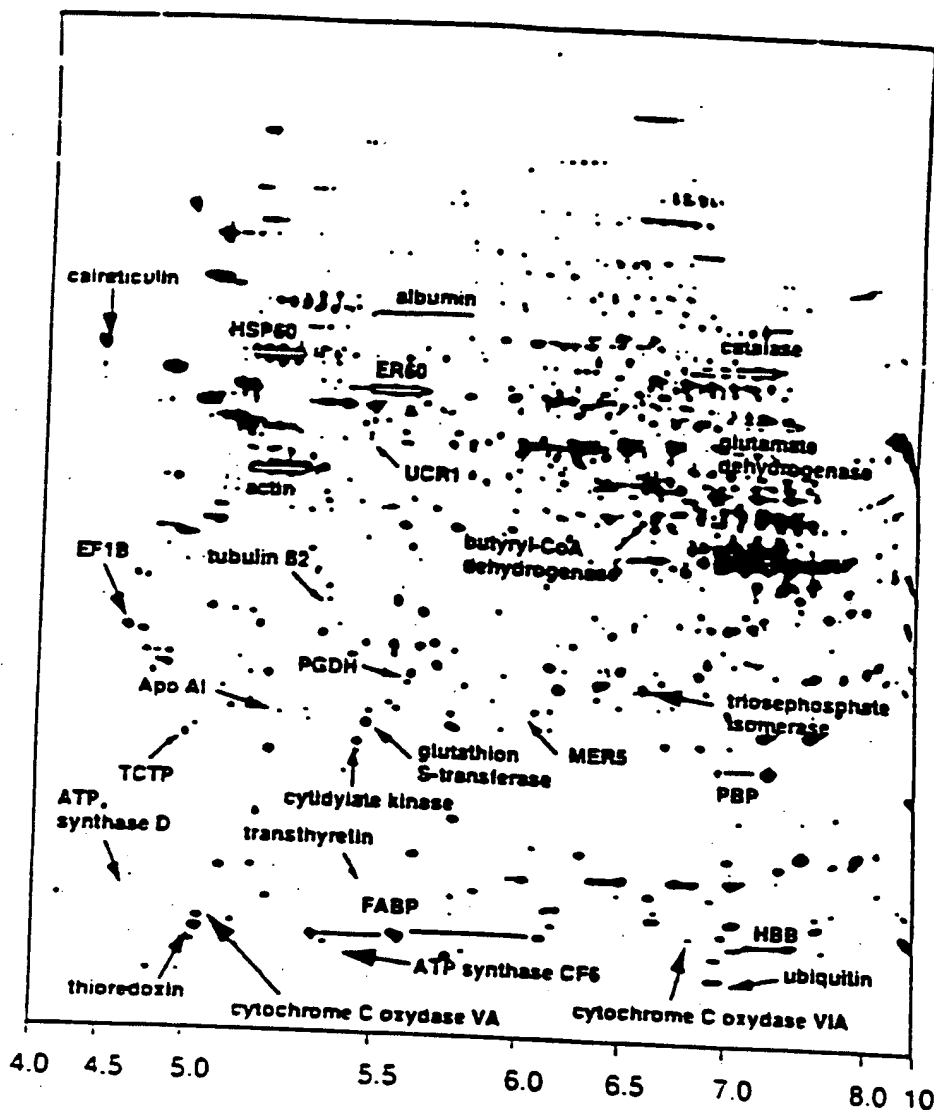 calreticulin
albumin
HSP60
catalase
ER60
glutamate
dehydrogenase
UCR1
actin
EF1B
tubulin B2
butyryl-CoA
dehydrogenase
PGDH
Apo AI
triosephosphate
isomerase
glutathion
S-transferase
MER5
TCTP
PBP
cytidylate kinase
ATP
synthase D
transthyretin
FABP
HBB
ATP synthase CF6
ubiquitin
thioredoxin
cytochrome C oxydase VA
cytochrome C oxydase VIA
4.0 4.5 5.0 5.5 6.0 6.5 7.0 8.0 10